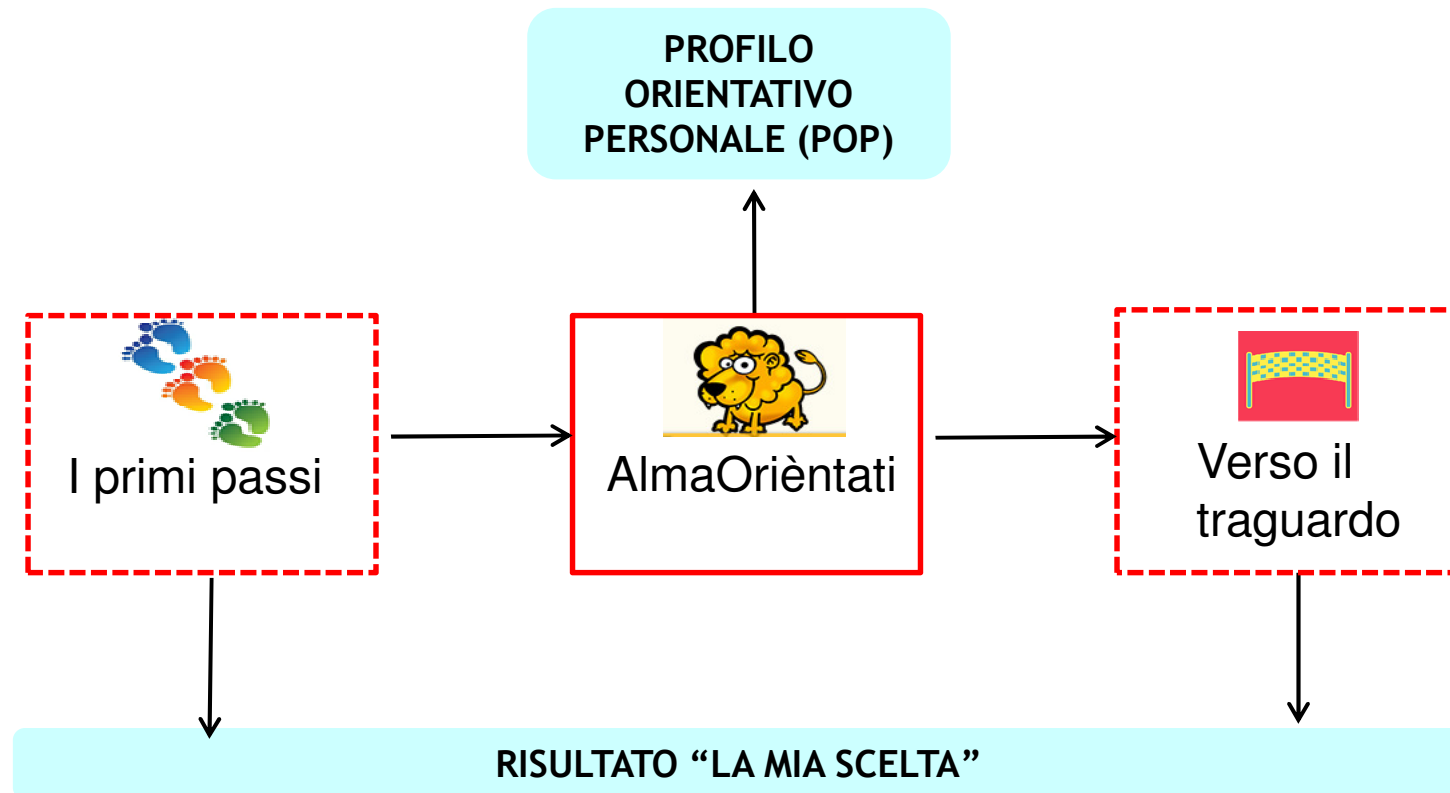 PROFILO
ORIENTATIVO
PERSONALE (POP)
I primi passi
AlmaOrièntati
Verso il
traguardo
RISULTATO “LA MIA SCELTA”